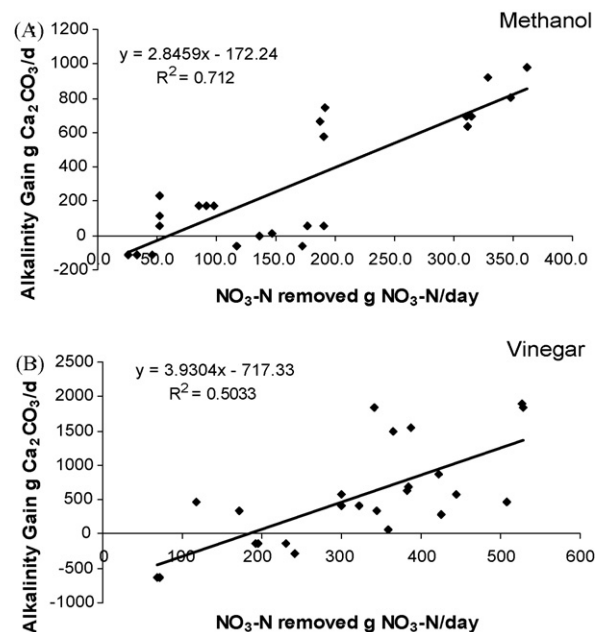 (A)
Methanol
y = 2.8459x - 172.24
R² = 0.712
Alkalinity Gain g Ca₂CO₃/d
1200
1000
800
600
400
200
0
-200
0.0 50.0 100.0 150.0 200.0 250.0 300.0 350.0 400.0
NO₃-N removed g NO₃-N/day
(B)
Vinegar
y = 3.9304x - 717.33
R² = 0.5033
Alkalinity Gain g Ca₂CO₃/d
2500
2000
1500
1000
500
0
-500
-1000
0 100 200 300 400 500 600
NO₃-N removed g NO₃-N/day